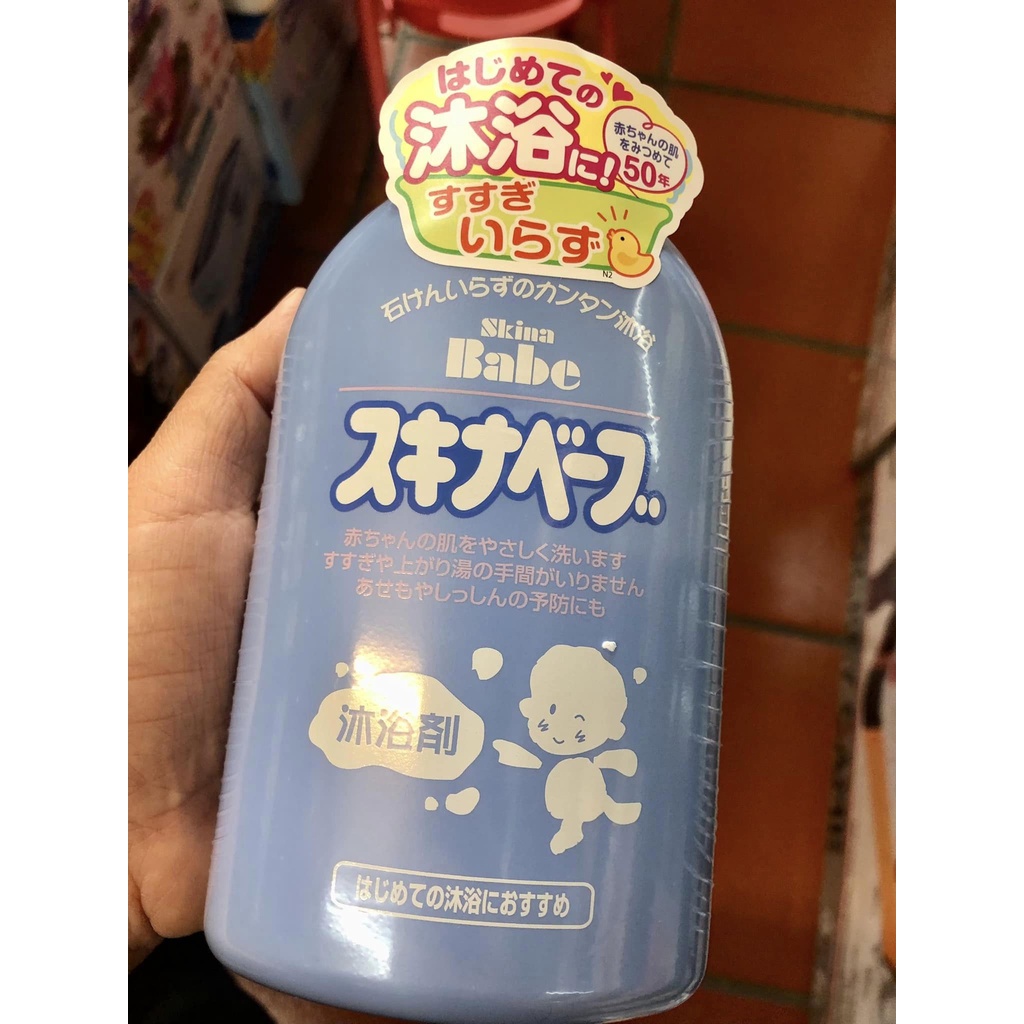 はじめての
沐浴に!
赤ちゃんの肌
をみつめて
50年
すすぎ
いらず
N2
石けんいらずのカンタン沐浴
Skina
Babe
スキナベーブ
赤ちゃんの肌をやさしく洗います
すすぎや上がり湯の手間がいりません
あせもやしっしんの予防にも
沐浴剤
はじめての沐浴におすすめ